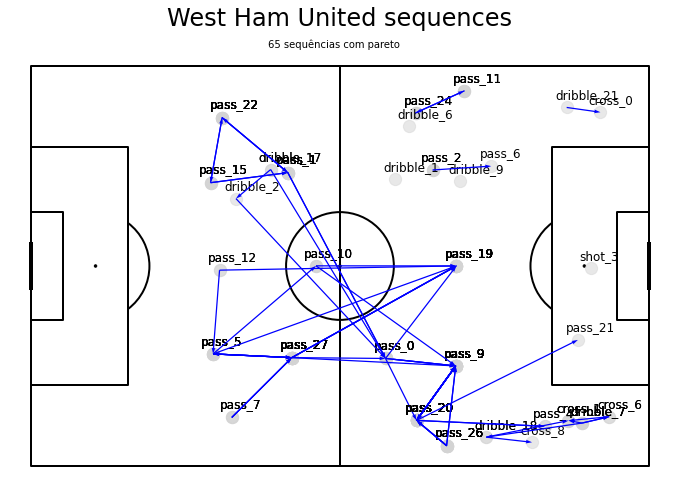 West Ham United sequences
65 sequências com pareto
pass_11
dribble_21
cross_0
pass_24
dribble_6
pass_22
dribble_17
pass_1
pass_2
pass_6
dribble_1
dribble_9
pass_15
dribble_2
pass_12
pass_10
pass_19
shot_3
pass_5
pass_27
pass_0
pass_9
pass_21
pass_7
pass_20
cross_6
dribble_7
dribble_18
pass_26
cross_8